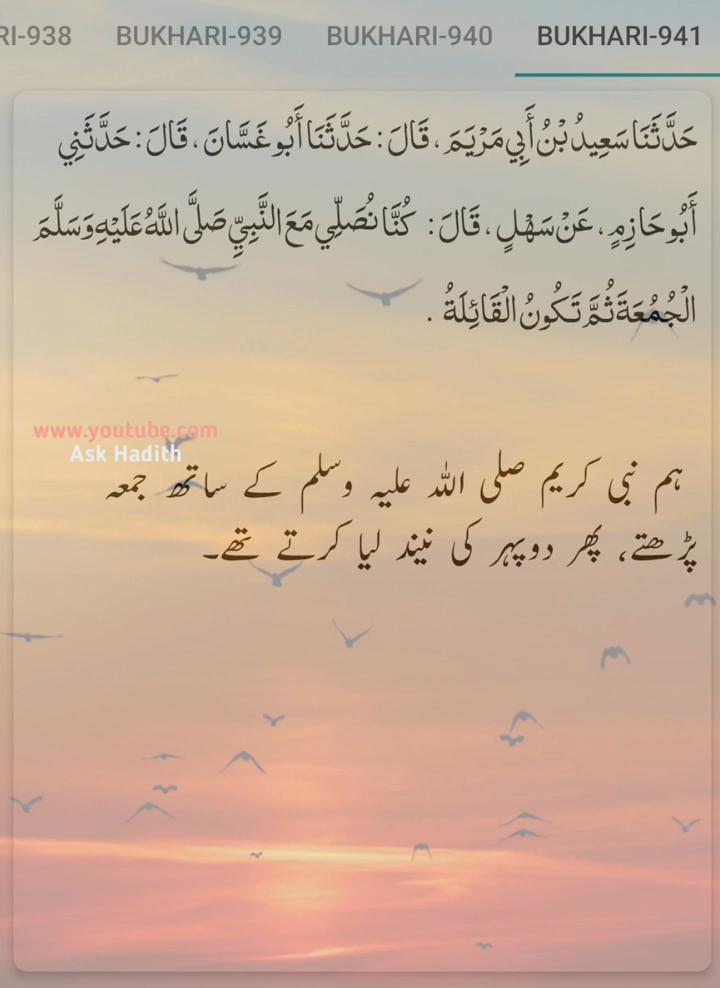 RI-938 BUKHARI-939 BUKHARI-940 BUKHARI-941
حَدَّثَنَا سَعِيدُ بْنُ أَبِي مَرْيَمَ ، قَالَ : حَدَّثَنَا أَبُو غَسَّانَ ، قَالَ : حَدَّثَنِي
أَبُو حَازِمٍ ، عَنْ سَهْلٍ ، قَالَ : كُنَّا نُصَلِّي مَعَ النَّبِيِّ صَلَّى اللَّهُ عَلَيْهِ وَسَلَّمَ
الْجُمُعَةَ ثُمَّ تَكُونُ الْقَائِلَةُ .
www.youtube.com
Ask Hadith
ہم نبی کریم صلی اللہ علیہ وسلم کے ساتھ جمعہ
پڑھتے، پھر دوپہر کی نیند لیا کرتے تھے۔